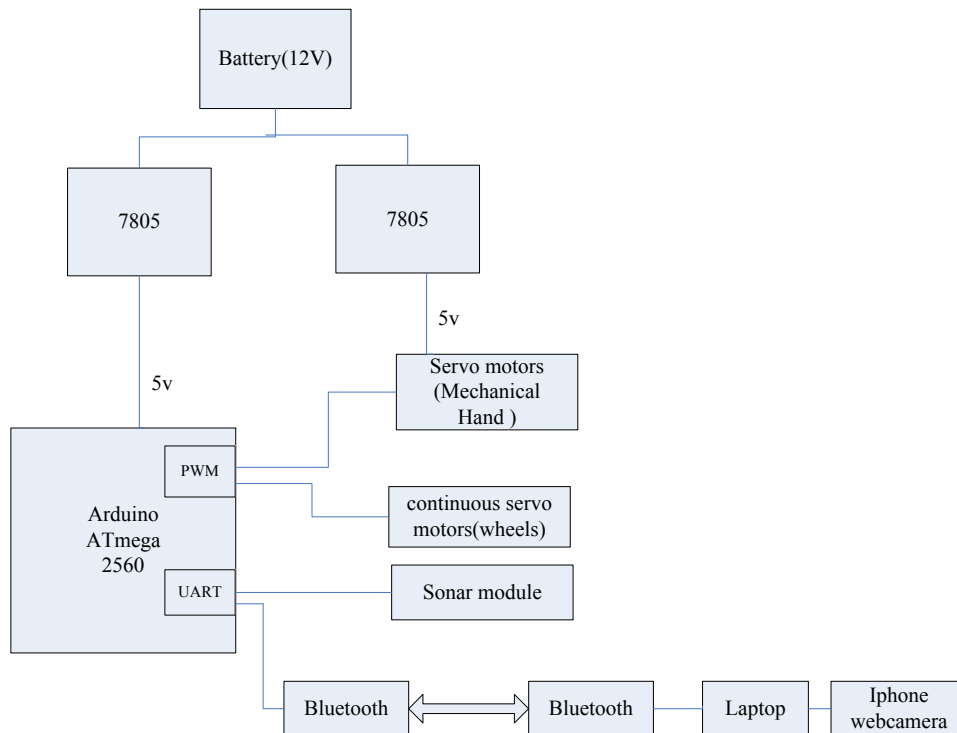 Battery(12V)
7805
7805
5v
5v
Servo motors
(Mechanical
Hand )
PWM
Arduino
ATmega
2560
continuous servo
motors(wheels)
UART
Sonar module
Bluetooth
Bluetooth
Laptop
Iphone
webcamera